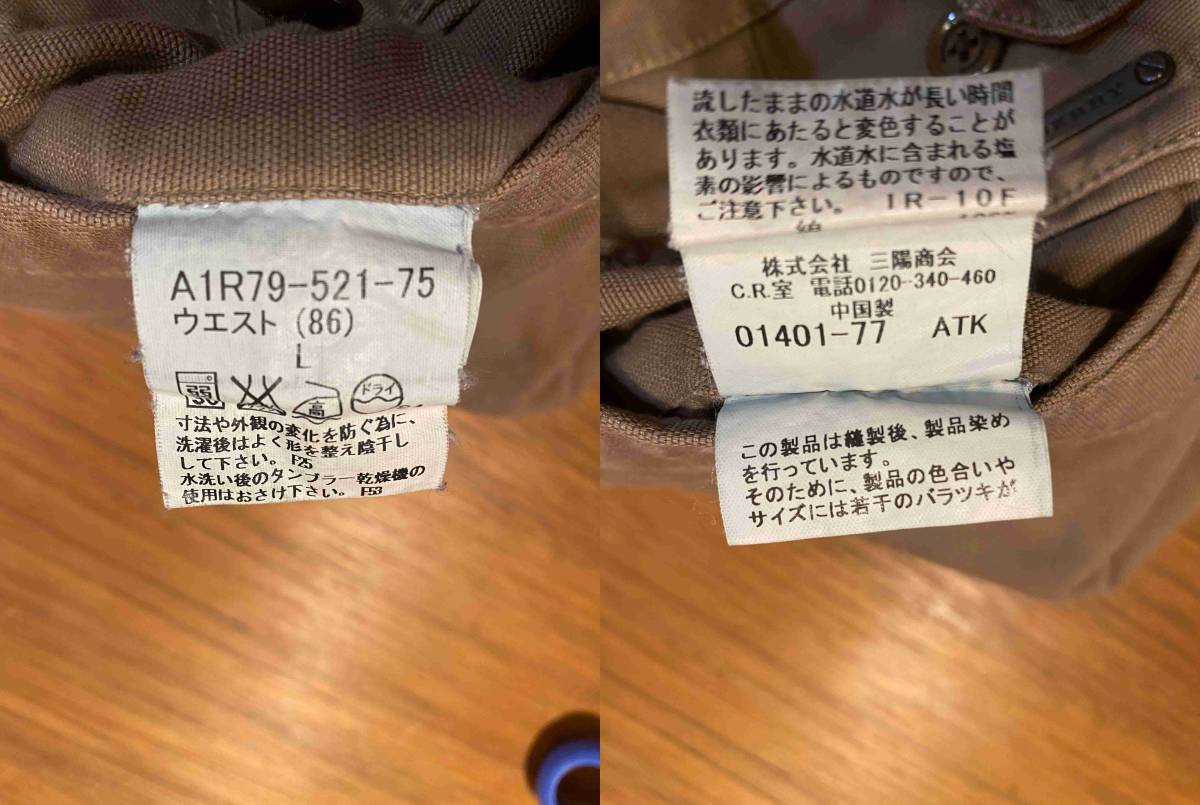 A1R79-521-75
ウエスト (86)
L
弱
高
ドライ
寸法や外観の変化を防ぐ為に、
洗濯後はよく形を整え陰干し
して下さい。 F25
水洗い後のタンブラー乾燥機の
使用はおさけ下さい。 F53
流したままの水道水が長い時間
衣類にあたると変色することが
あります。水道水に含まれる塩
素の影響によるものですので、
ご注意下さい。 IR-10F
株式会社 三陽商会
C.R.室 電話0120-340-460
中国製
01401-77 ATK
この製品は縫製後、製品染め
を行っています。
そのために、製品の色合いや
サイズには若干のバラツキが